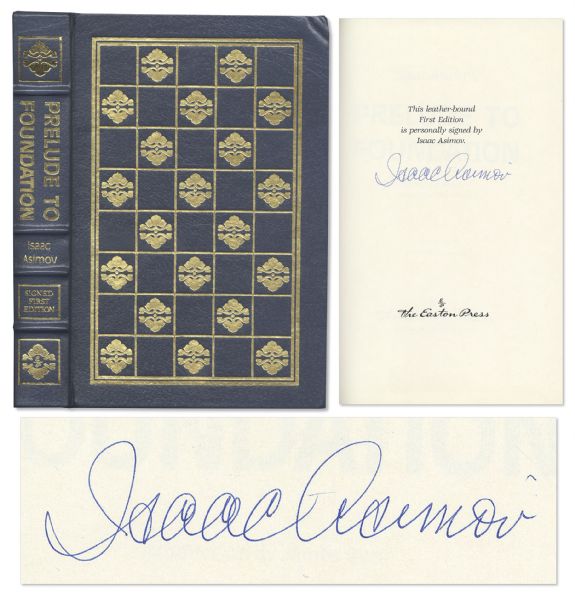 PRELUDE TO
FOUNDATION
Isaac
Asimov
SIGNED
FIRST
EDITION
This leather-bound
First Edition
is personally signed by
Isaac Asimov.
Isaac Asimov
The Easton Press
Isaac Asimov